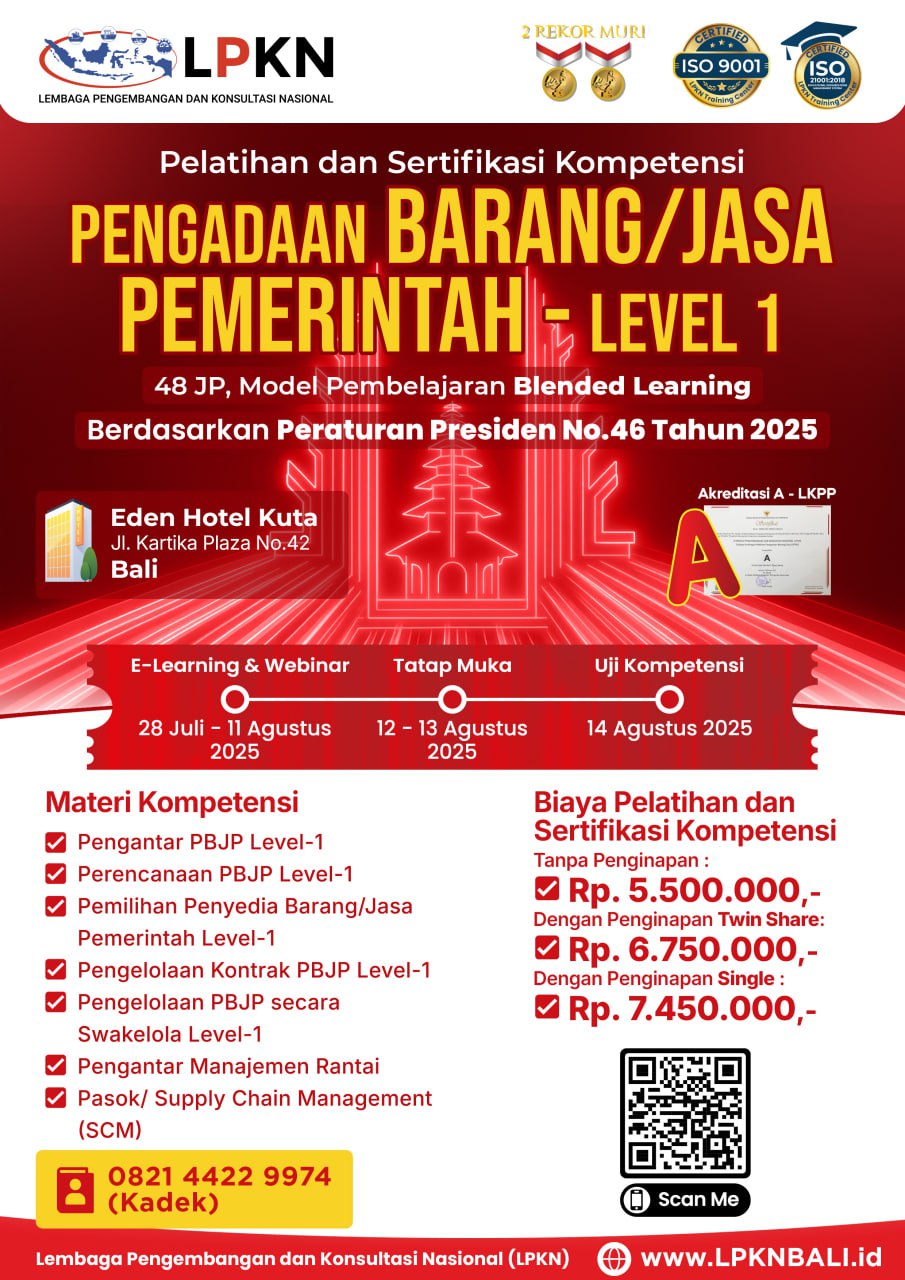 LPKN
LEMBAGA PENGEMBANGAN DAN KONSULTASI NASIONAL
2 REKOR MURI
CERTIFIED
ISO 9001
LPKN Training Center
CERTIFIED
ISO
21001:2018
LPKN Training Center
Pelatihan dan Sertifikasi Kompetensi
PENGADAAN BARANG/JASA
PEMERINTAH - LEVEL 1
48 JP, Model Pembelajaran Blended Learning
Berdasarkan Peraturan Presiden No.46 Tahun 2025
Eden Hotel Kuta
Jl. Kartika Plaza No.42
Bali
Akreditasi A - LKPP
A
Sertifikat
A
E-Learning & Webinar
28 Juli - 11 Agustus
2025
Tatap Muka
12 - 13 Agustus
2025
Uji Kompetensi
14 Agustus 2025
Materi Kompetensi
Pengantar PBJP Level-1
Perencanaan PBJP Level-1
Pemilihan Penyedia Barang/Jasa
Pemerintah Level-1
Pengelolaan Kontrak PBJP Level-1
Pengelolaan PBJP secara
Swakelola Level-1
Pengantar Manajemen Rantai
Pasok/ Supply Chain Management
(SCM)
0821 4422 9974
(Kadek)
Biaya Pelatihan dan
Sertifikasi Kompetensi
Tanpa Penginapan :
Rp. 5.500.000,-
Dengan Penginapan Twin Share:
Rp. 6.750.000,-
Dengan Penginapan Single :
Rp. 7.450.000,-
Scan Me
Lembaga Pengembangan dan Konsultasi Nasional (LPKN)
www.LPKNBALI.id